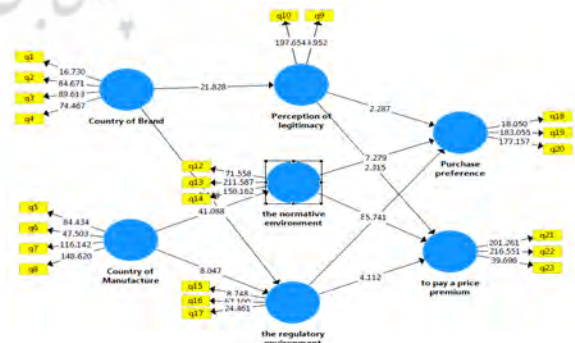 q10
q9
197.654
.952
q1
q2
q3
q4
16.730
84.671
89.613
74.467
Country of Brand
21.828
Perception of
legitimacy
2.287
q18
q19
q20
18.050
183.055
177.157
Purchase
preference
7.279
2.315
q12
q13
q14
71.558
211.587
150.162
the normative
environment
41.088
q5
q6
q7
q8
84.434
47.503
116.142
148.620
Country of
Manufacture
8.047
q15
q16
q17
8.748
24.461
the regulatory
environment
4.112
q21
q22
q23
201.261
216.551
39.696
to pay a price
premium